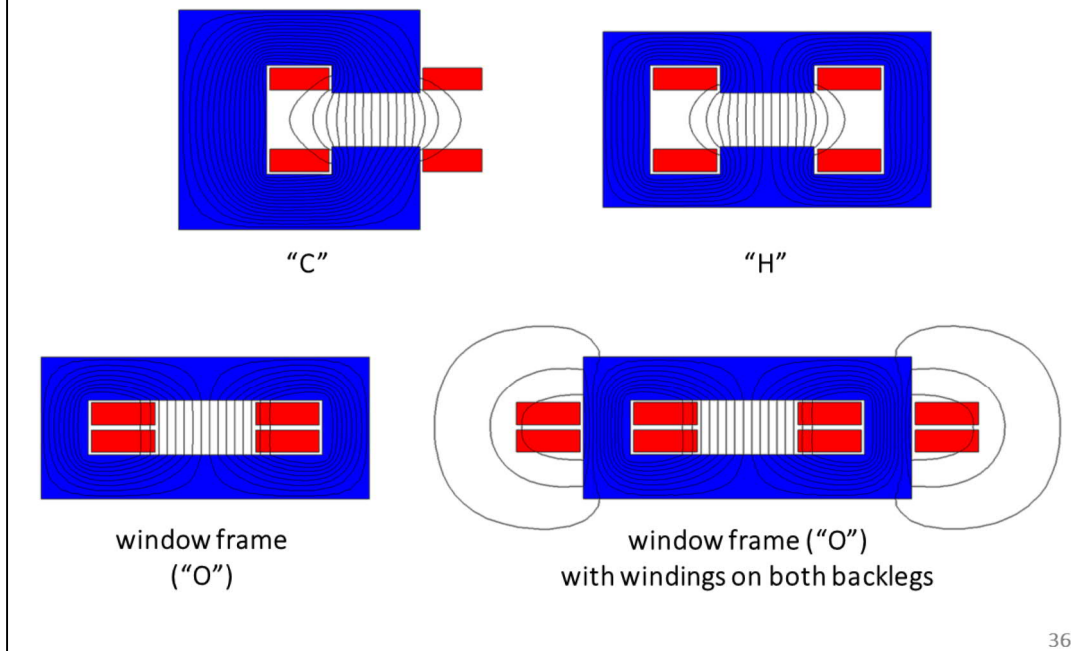 “C”
“H”
window frame
(“O”)
window frame (“O”)
with windings on both backlegs
36